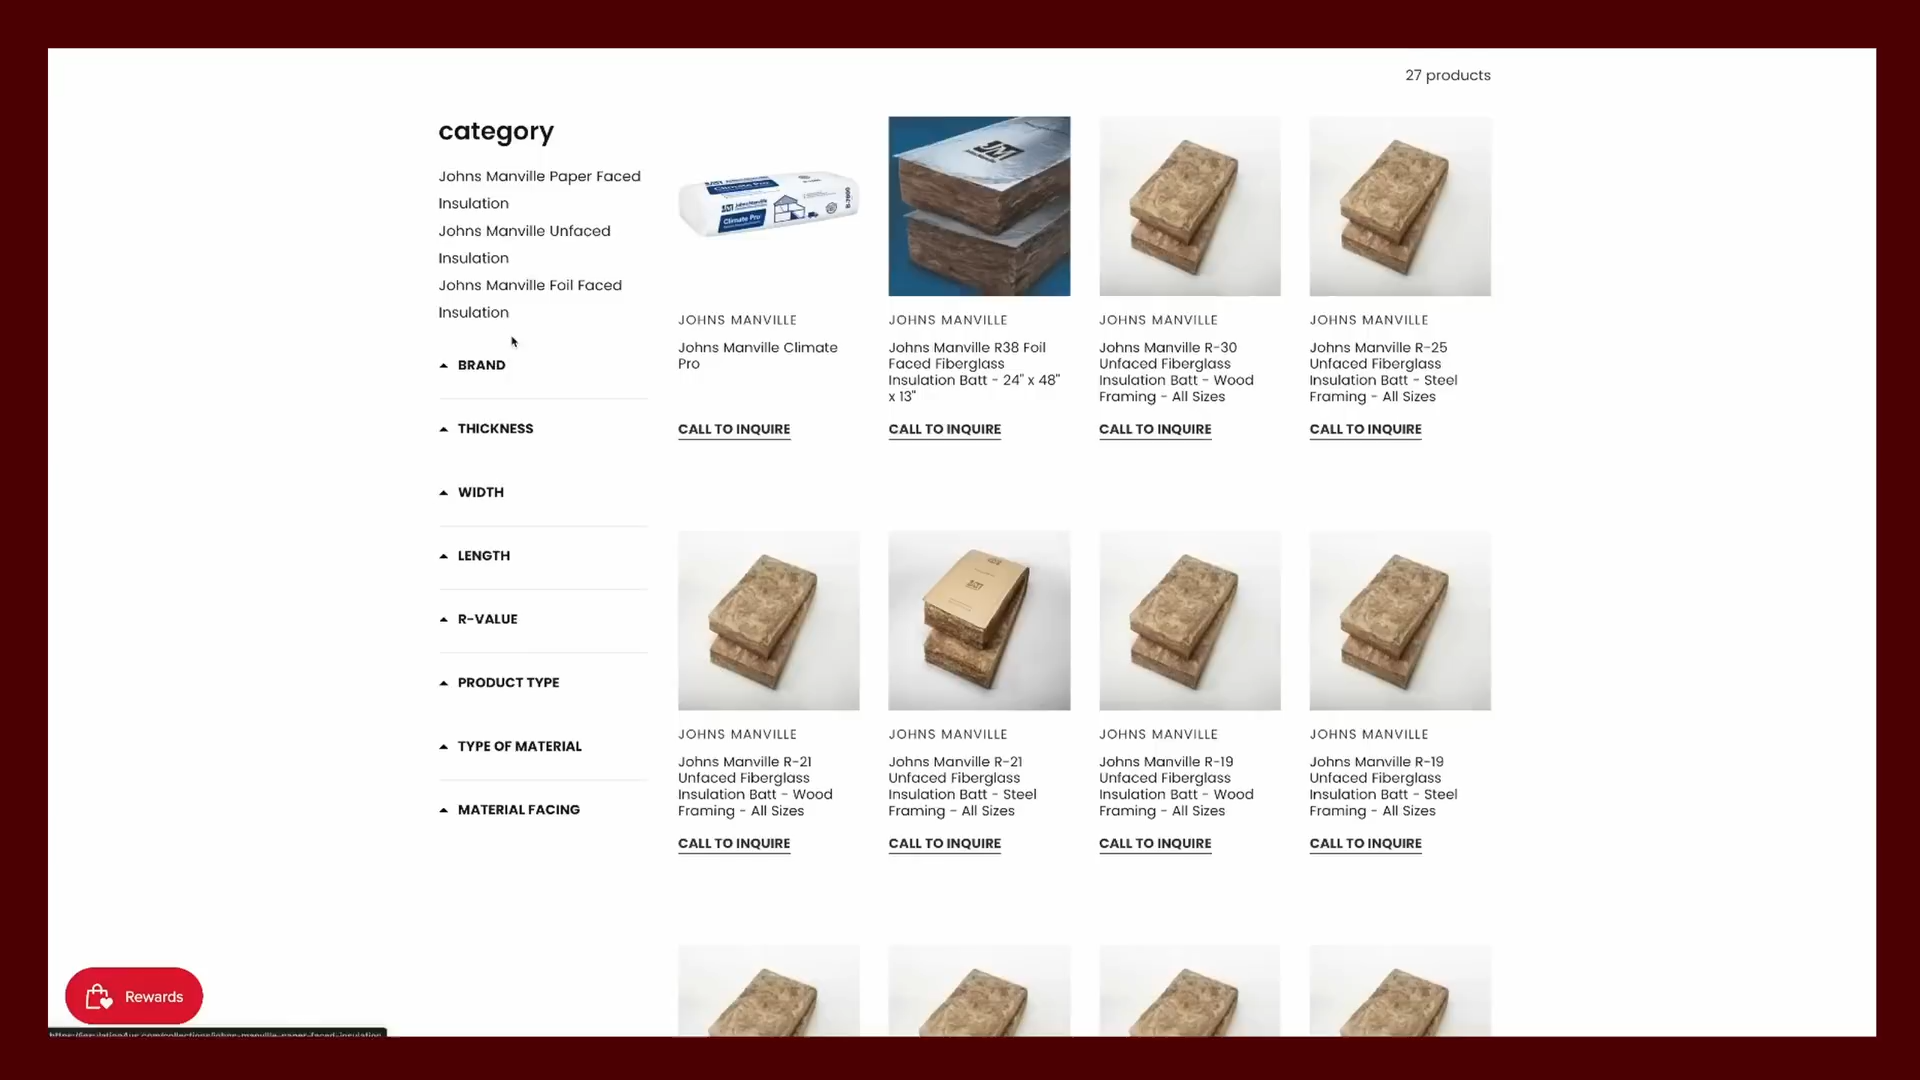 27 products
category
Johns Manville Paper Faced
Insulation
Johns Manville Unfaced
Insulation
Johns Manville Foil Faced
Insulation
BRAND
THICKNESS
WIDTH
LENGTH
R-VALUE
PRODUCT TYPE
TYPE OF MATERIAL
MATERIAL FACING
Climate Pro
JM
JOHNS MANVILLE
Johns Manville Climate
Pro
CALL TO INQUIRE
JOHNS MANVILLE
Johns Manville R38 Foil
Faced Fiberglass
Insulation Batt - 24" x 48"
x 13"
CALL TO INQUIRE
JOHNS MANVILLE
Johns Manville R-30
Unfaced Fiberglass
Insulation Batt - Wood
Framing - All Sizes
CALL TO INQUIRE
JOHNS MANVILLE
Johns Manville R-25
Unfaced Fiberglass
Insulation Batt - Steel
Framing - All Sizes
CALL TO INQUIRE
JOHNS MANVILLE
Johns Manville R-21
Unfaced Fiberglass
Insulation Batt - Wood
Framing - All Sizes
CALL TO INQUIRE
JOHNS MANVILLE
Johns Manville R-21
Unfaced Fiberglass
Insulation Batt - Steel
Framing - All Sizes
CALL TO INQUIRE
JOHNS MANVILLE
Johns Manville R-19
Unfaced Fiberglass
Insulation Batt - Wood
Framing - All Sizes
CALL TO INQUIRE
JOHNS MANVILLE
Johns Manville R-19
Unfaced Fiberglass
Insulation Batt - Steel
Framing - All Sizes
CALL TO INQUIRE
Rewards